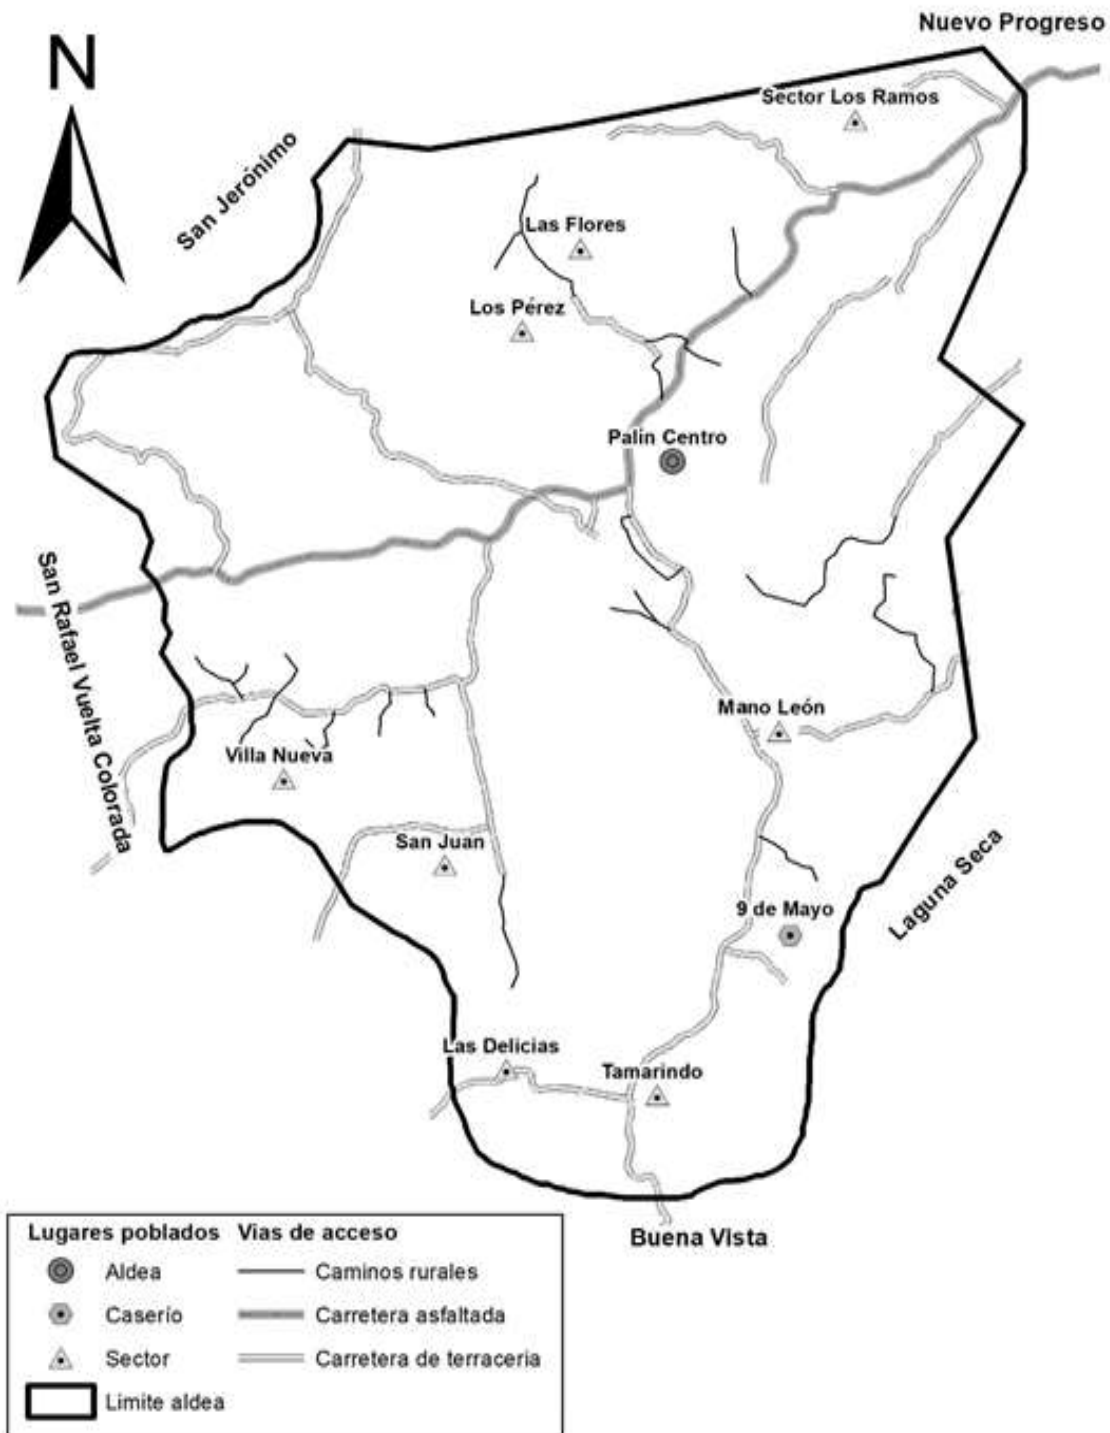 Nuevo Progreso
N
Sector Los Ramos
San Jerónimo
Las Flores
Los Pérez
Palín Centro
San Rafael Vuelta Colorada
Mano León
Villa Nueva
San Juan
Laguna Seca
9 de Mayo
Las Delicias
Tamarindo
Buena Vista
Lugares poblados
Aldea
Caserío
Sector
Limite aldea
Vias de acceso
Caminos rurales
Carretera asfaltada
Carretera de terraceria